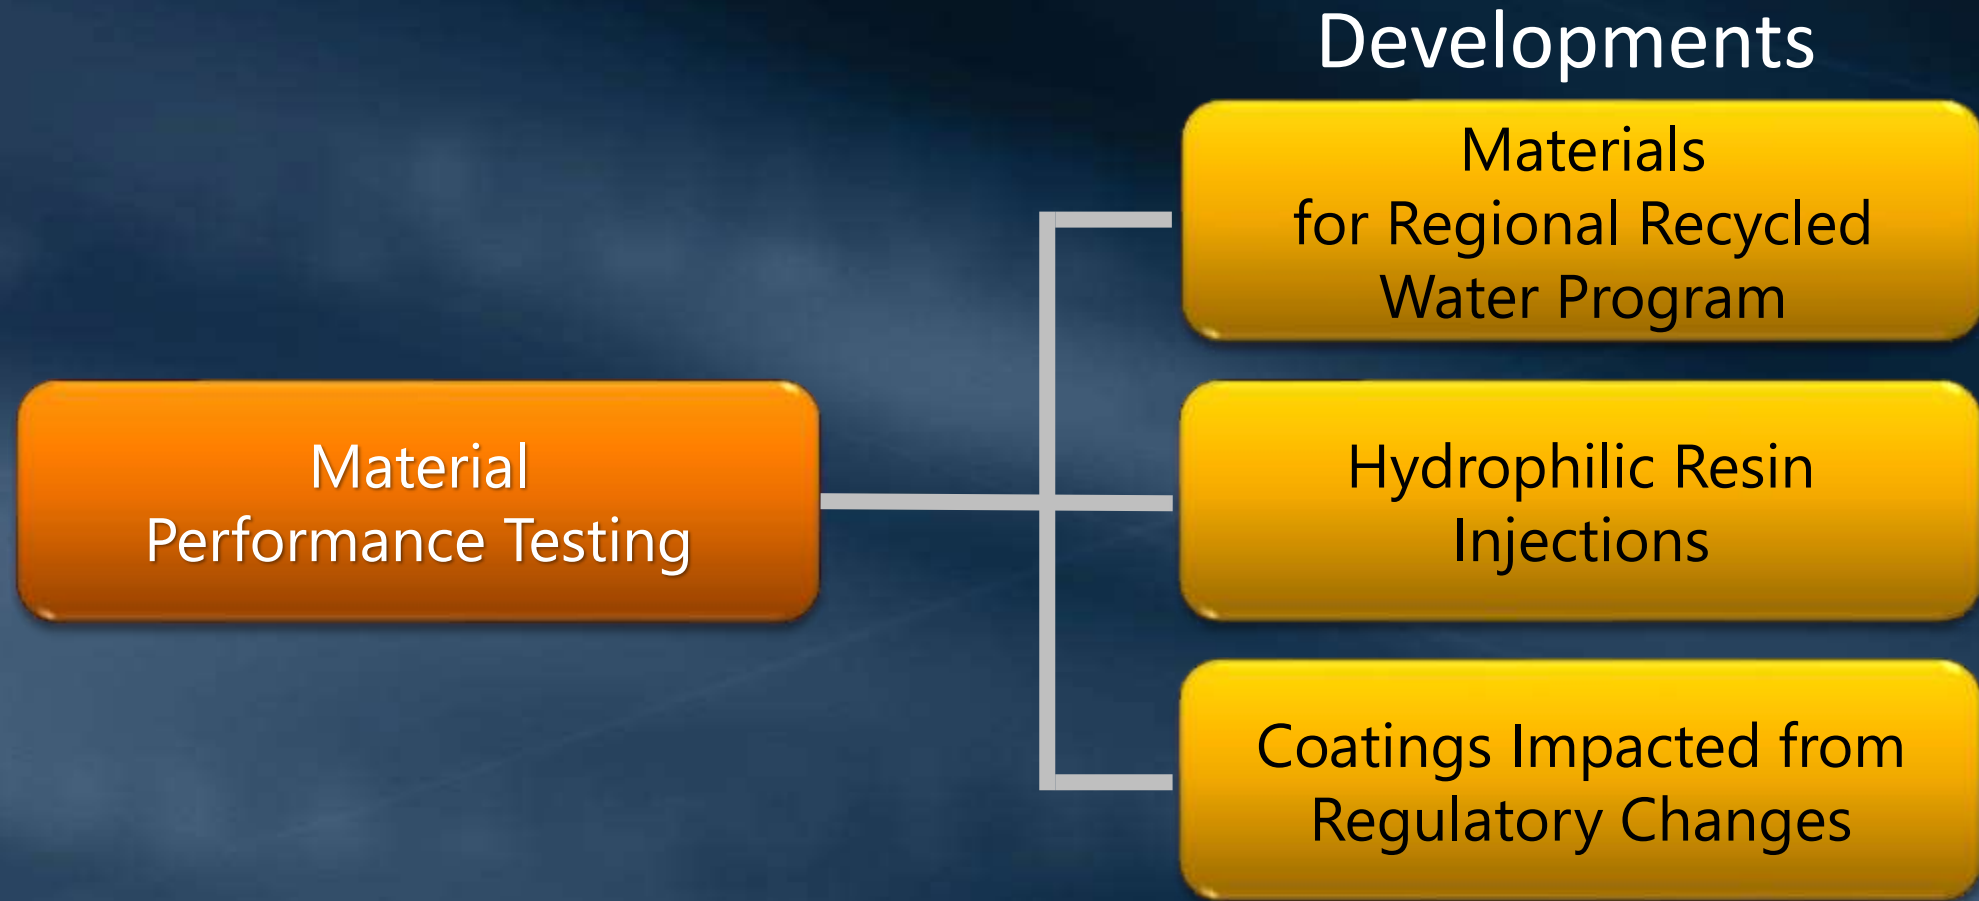 Developments
Materials
for Regional Recycled
Water Program
Material
Performance Testing
Hydrophilic Resin
Injections
Coatings Impacted from
Regulatory Changes